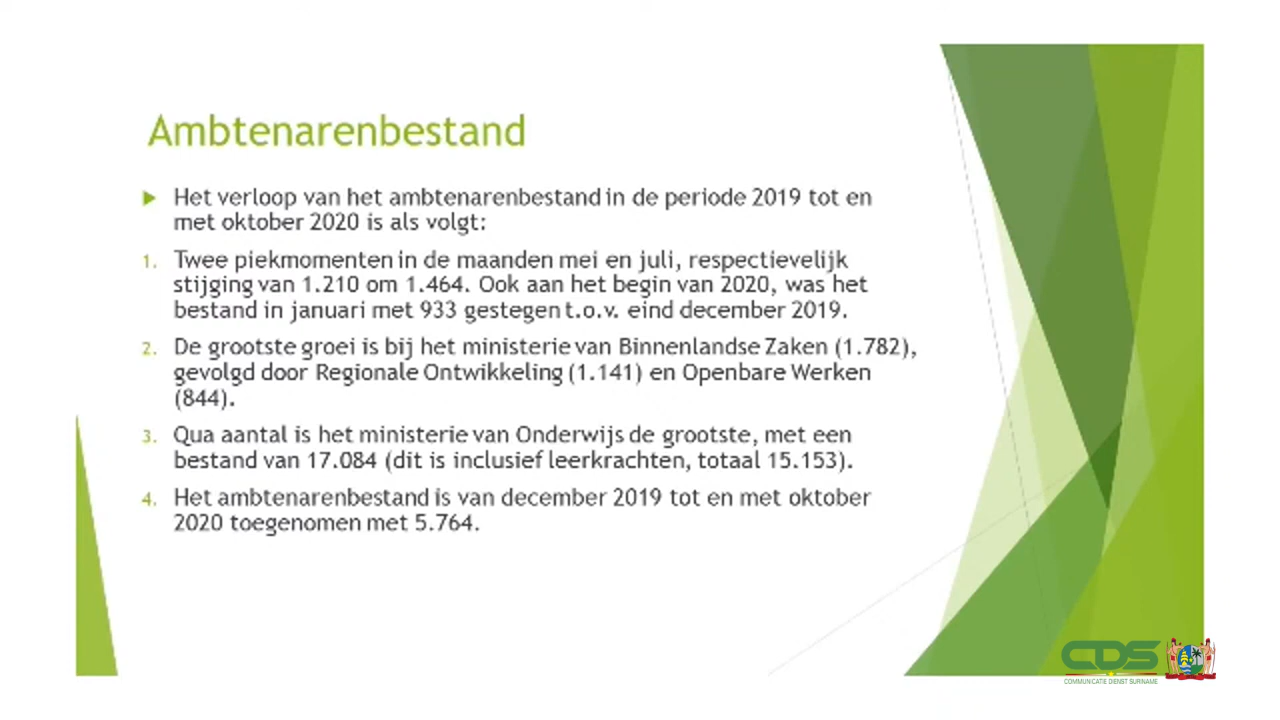 Ambtenarenbestand
Het verloop van het ambtenarenbestand in de periode 2019 tot en
met oktober 2020 is als volgt:
1. Twee piekmomenten in de maanden mei en juli, respectievelijk
stijging van 1.210 om 1.464. Ook aan het begin van 2020, was het
bestand in januari met 933 gestegen t.o.v. eind december 2019.
2. De grootste groei is bij het ministerie van Binnenlandse Zaken (1.782),
gevolgd door Regionale Ontwikkeling (1.141) en Openbare Werken
(844).
3. Qua aantal is het ministerie van Onderwijs de grootste, met een
bestand van 17.084 (dit is inclusief leerkrachten, totaal 15.153).
4. Het ambtenarenbestand is van december 2019 tot en met oktober
2020 toegenomen met 5.764.
CDS
COMMUNICATIE DIENST SURINAME